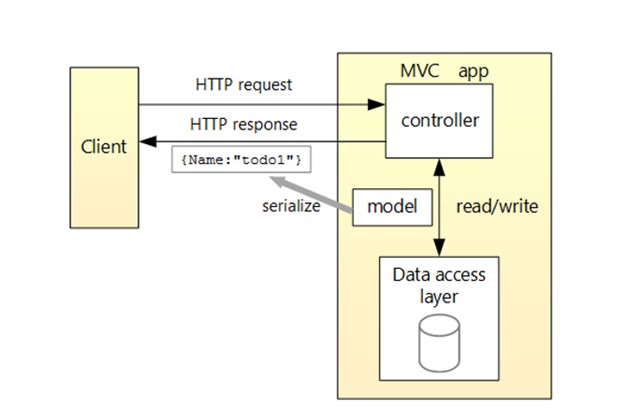 MVC app
HTTP request
controller
HTTP response
Client
{Name:"todo1"}
serialize
model
read/write
Data access
layer